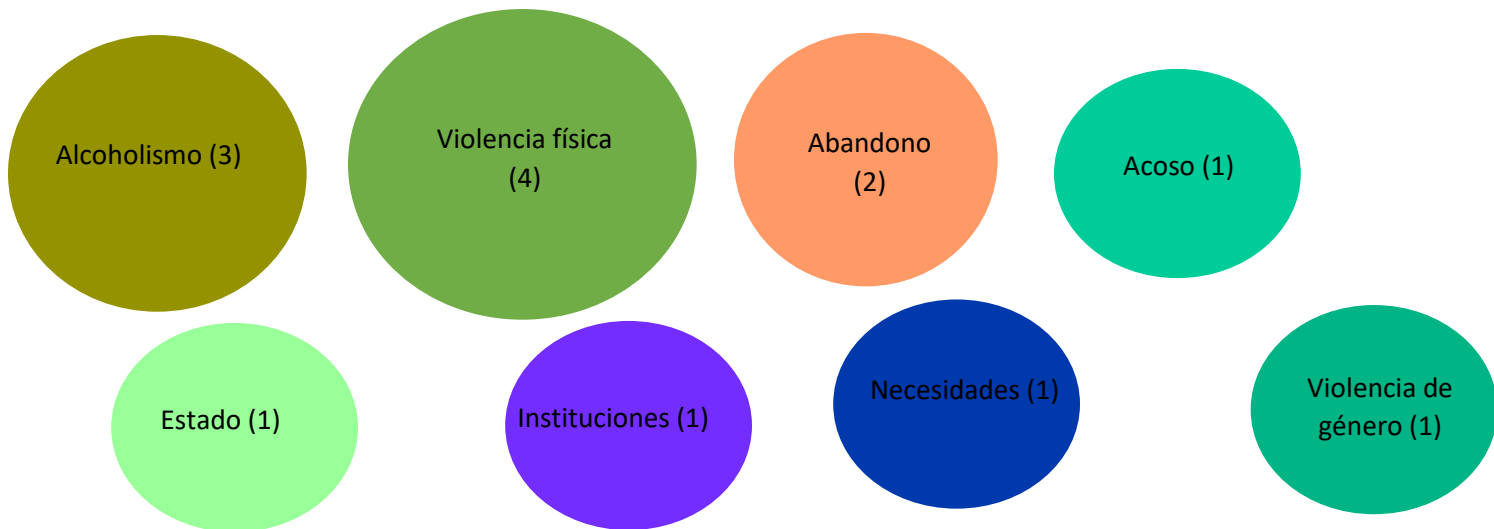 Alcoholismo (3)
Violencia física
(4)
Abandono
(2)
Acoso (1)
Estado (1)
Instituciones (1)
Necesidades (1)
Violencia de
género (1)